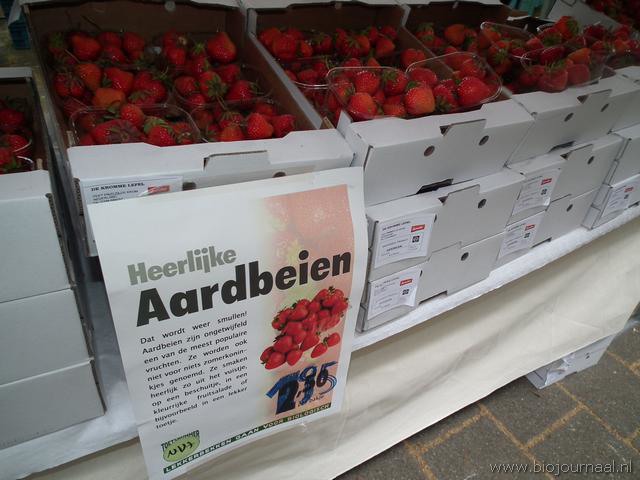 DE KROMME LEPEL
Heerlijke
Aardbeien
Dat wordt weer smullen!
Aardbeien zijn ongetwijfeld
een van de meest populaire
vruchten. Ze worden ook
niet voor niets zomerkonin-
kjes genoemd. Ze smaken
heerlijk zo uit het vuistje,
op een beschuitje, in een
kleurrijke fruitsalade of
bijvoorbeeld in een lekker
toetje.
LEKKERBEKKEN GAAN VOOR BIOLOGISCH
www.biojournaal.nl